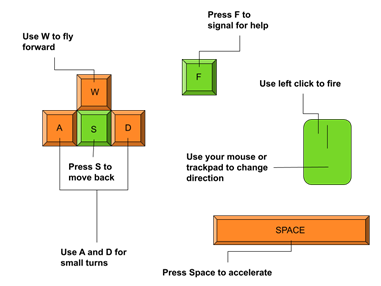 Press F to
signal for help
Use W to fly
forward
W
F
Use left click to fire
A
S
D
Press S to
move back
Use your mouse or
trackpad to change
direction
SPACE
Use A and D for
small turns
Press Space to accelerate